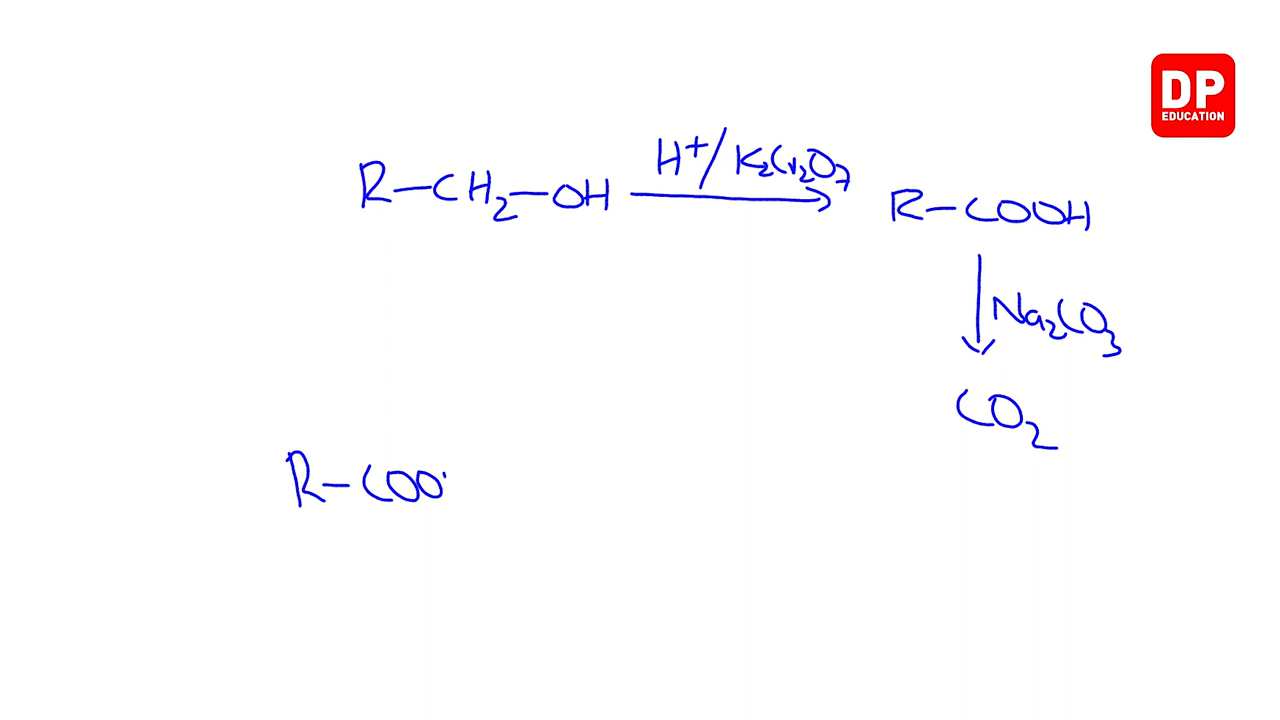 DP
EDUCATION
R-CH₂-OH H⁺/K₂Cr₂O₇ R-COOH
Na₂CO₃
CO₂
R-COO